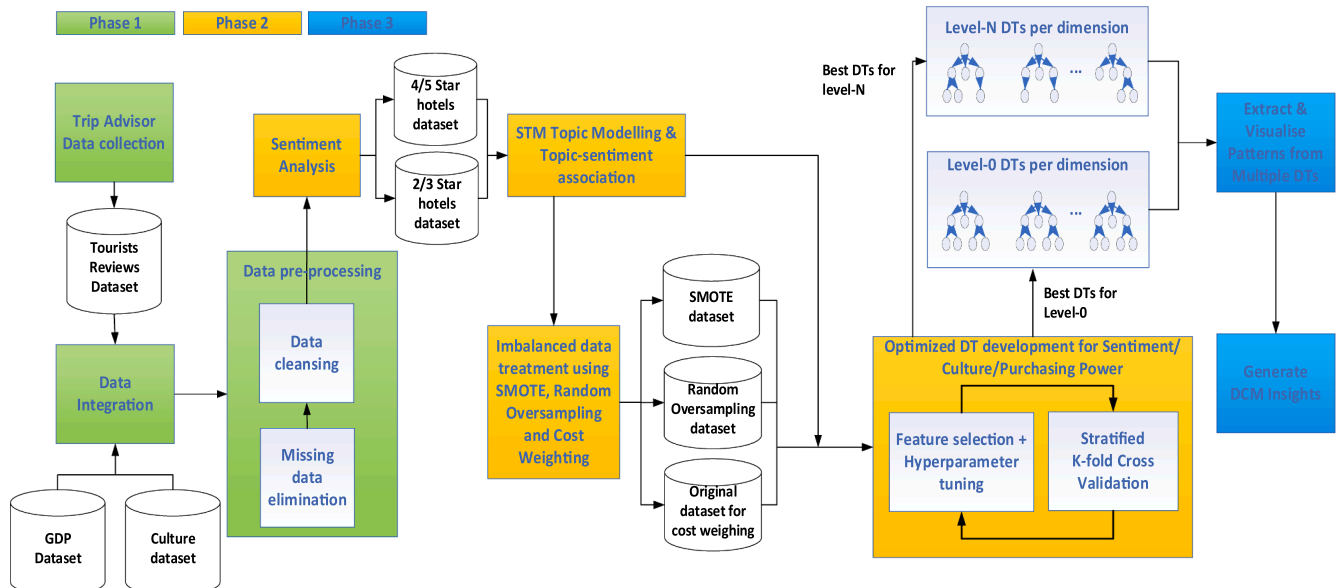 Phase 1
Phase 2
Phase 3
Trip Advisor
Data collection
Tourists
Reviews
Dataset
Data
Integration
GDP
Dataset
Culture
dataset
Data pre-processing
Data
cleansing
Missing
data
elimination
Sentiment
Analysis
4/5 Star
hotels
dataset
2/3 Star
hotels
dataset
STM Topic Modelling &
Topic-sentiment
association
Imbalanced data
treatment using
SMOTE, Random
Oversampling
and Cost
Weighting
SMOTE
dataset
Random
Oversampling
dataset
Original
dataset for
cost weighing
Optimized DT development for Sentiment/
Culture/Purchasing Power
Feature selection +
Hyperparameter
tuning
Stratified
K-fold Cross
Validation
Best DTs for
level-N
Best DTs for
Level-0
Level-N DTs per dimension
...
Level-0 DTs per dimension
...
Extract &
Visualise
Patterns from
Multiple DTs
Generate
DCM Insights